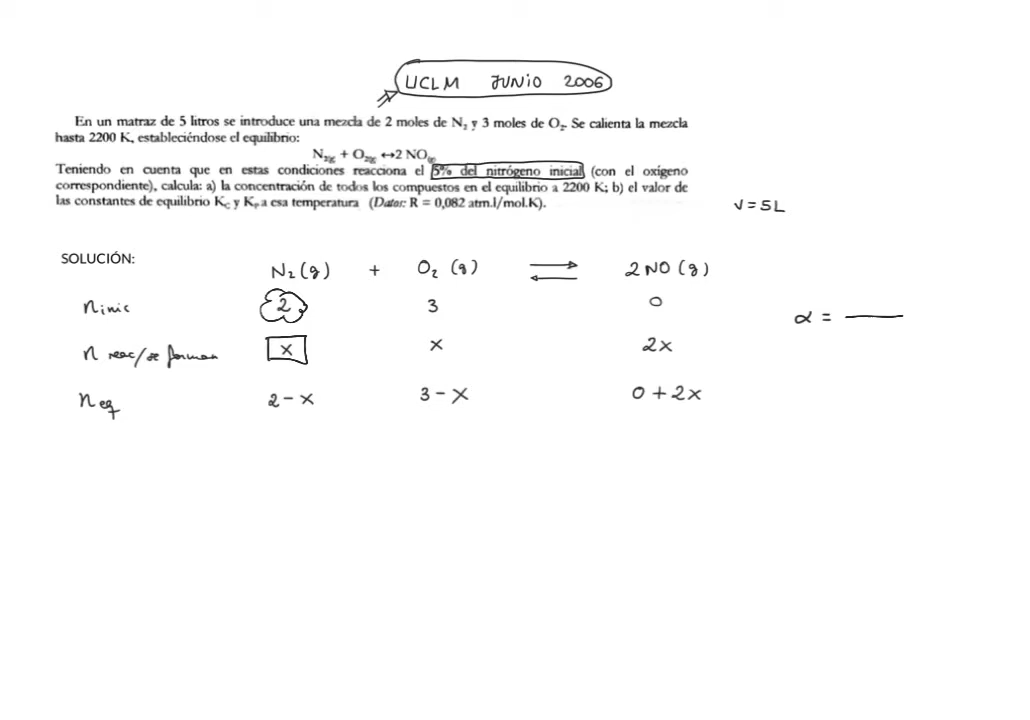 UCLM JUNIO 2006
En un matraz de 5 litros se introduce una mezcla de 2 moles de N₂ y 3 moles de O₂. Se calienta la mezcla
hasta 2200 K, estableciéndose el equilibrio:
N₂(g) + O₂(g) ↔2 NO(g)
Teniendo en cuenta que en estas condiciones reacciona el 5% del nitrógeno inicial (con el oxígeno
correspondiente), calcula: a) la concentración de todos los compuestos en el equilibrio a 2200 K; b) el valor de
las constantes de equilibrio Kc y Kp a esa temperatura (Datos: R = 0,082 atm.l/mol.K).
V = 5L
SOLUCIÓN:
N₂ (g) + O₂ (g) ⇌ 2 NO (g)
n inic 2 3 0
α =
n reac/se forman x x 2x
n eq 2 - x 3 - x 0 + 2x